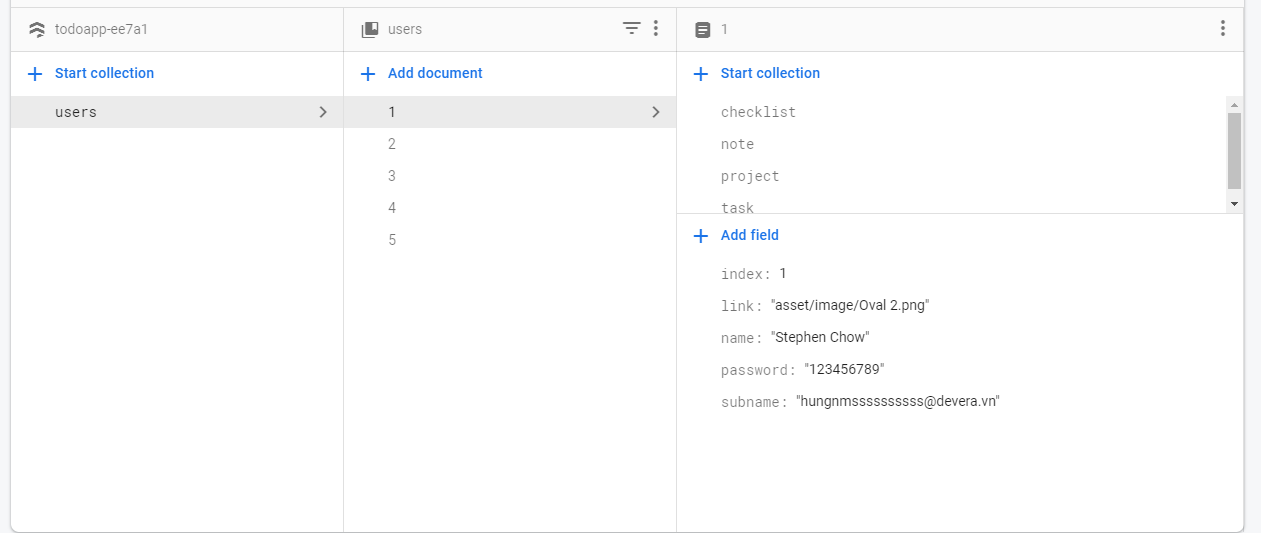 todoapp-ee7a1
Start collection
users
users
Add document
1
2
3
4
5
1
Start collection
checklist
note
project
task
Add field
index: 1
link: "asset/image/Oval 2.png"
name: "Stephen Chow"
password: "123456789"
subname: "hungnmssssssssss@devera.vn"